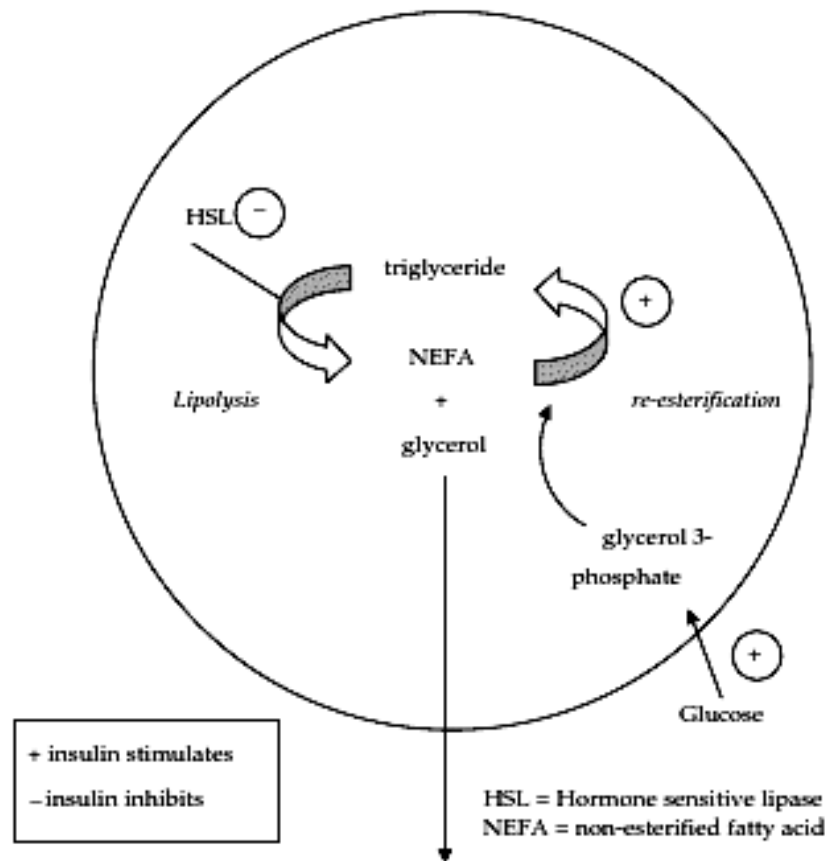 HSL
−
triglyceride
+
NEFA
Lipolysis
+
re-esterification
glycerol
glycerol 3-
phosphate
+
Glucose
+ insulin stimulates
− insulin inhibits
HSL = Hormone sensitive lipase
NEFA = non-esterified fatty acid